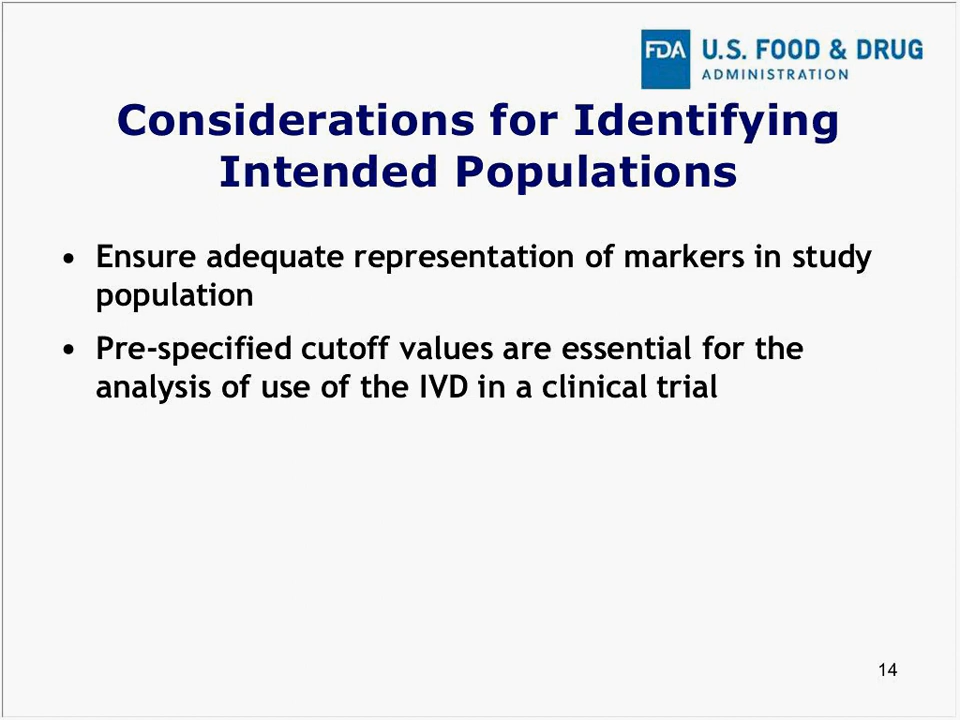 FDA U.S. FOOD & DRUG
ADMINISTRATION
Considerations for Identifying
Intended Populations
• Ensure adequate representation of markers in study
population
• Pre-specified cutoff values are essential for the
analysis of use of the IVD in a clinical trial
14